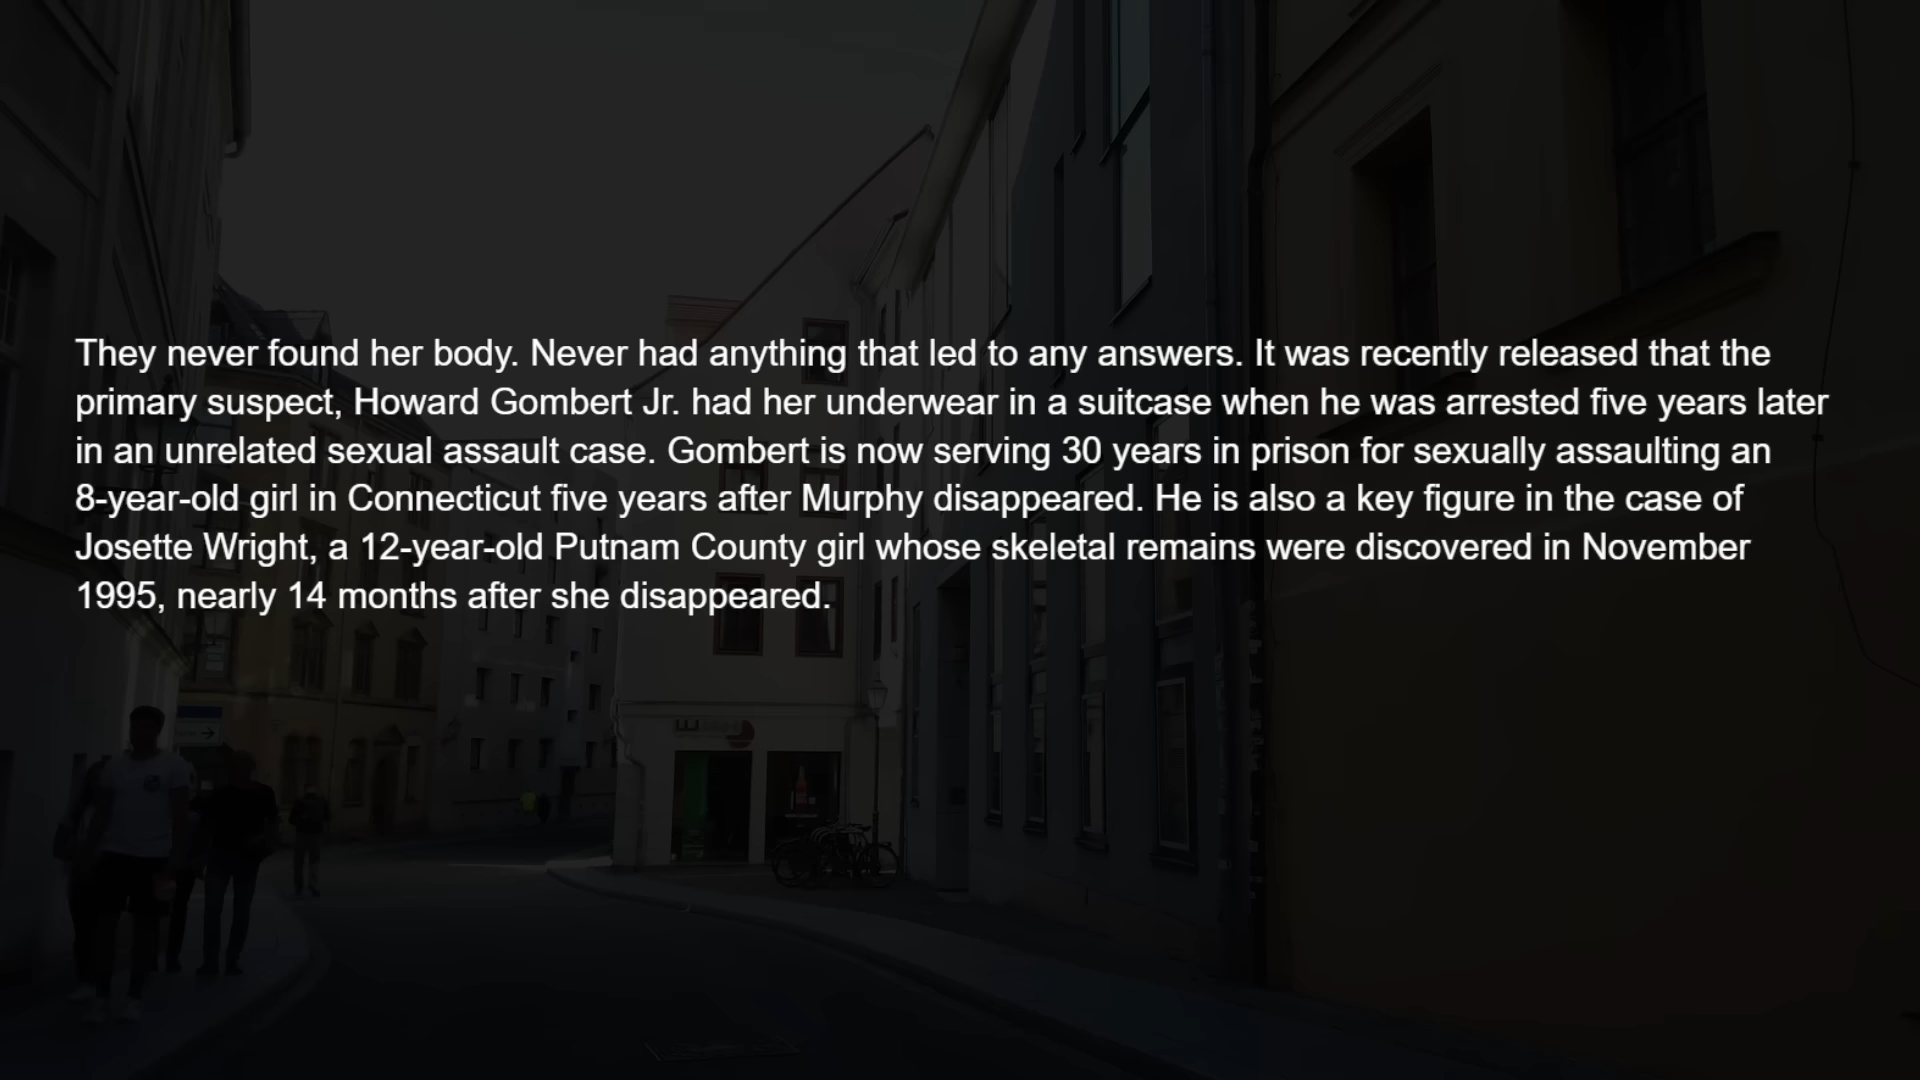 They never found her body. Never had anything that led to any answers. It was recently released that the
primary suspect, Howard Gombert Jr. had her underwear in a suitcase when he was arrested five years later
in an unrelated sexual assault case. Gombert is now serving 30 years in prison for sexually assaulting an
8-year-old girl in Connecticut five years after Murphy disappeared. He is also a key figure in the case of
Josette Wright, a 12-year-old Putnam County girl whose skeletal remains were discovered in November
1995, nearly 14 months after she disappeared.